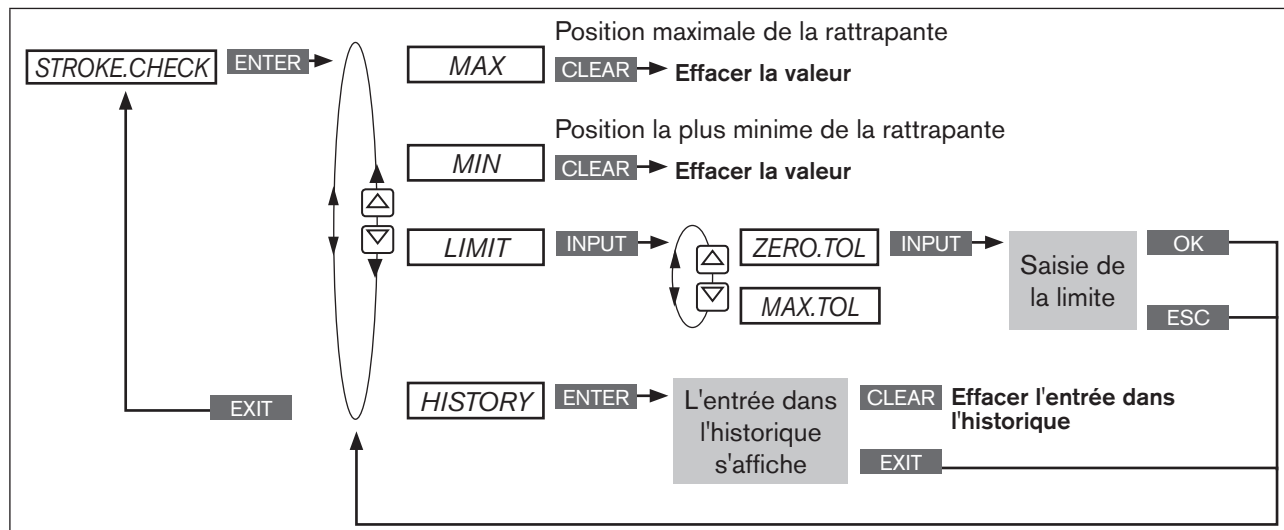 Position maximale de la rattrapante
STROKE.CHECK ENTER MAX CLEAR Effacer la valeur
Position la plus minime de la rattrapante
MIN CLEAR Effacer la valeur
LIMIT INPUT ZERO.TOL INPUT
Saisie de
la limite
OK
MAX.TOL
ESC
EXIT
HISTORY ENTER
L'entrée dans
l'historique
s'affiche
CLEAR Effacer l'entrée dans
l'historique
EXIT